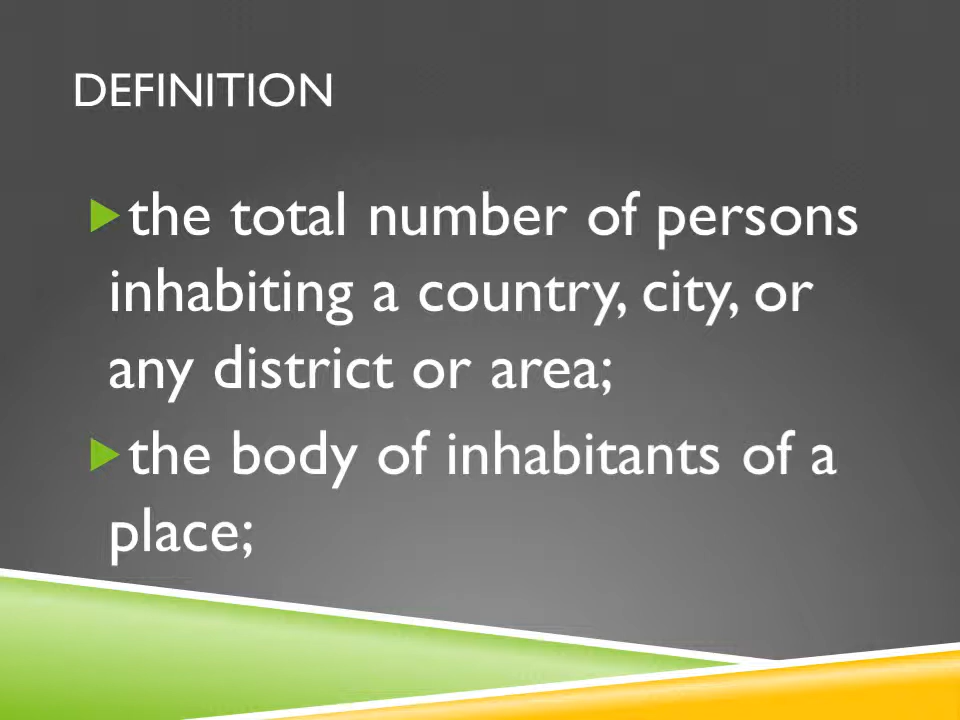 DEFINITION
the total number of persons
inhabiting a country, city, or
any district or area;
the body of inhabitants of a
place;